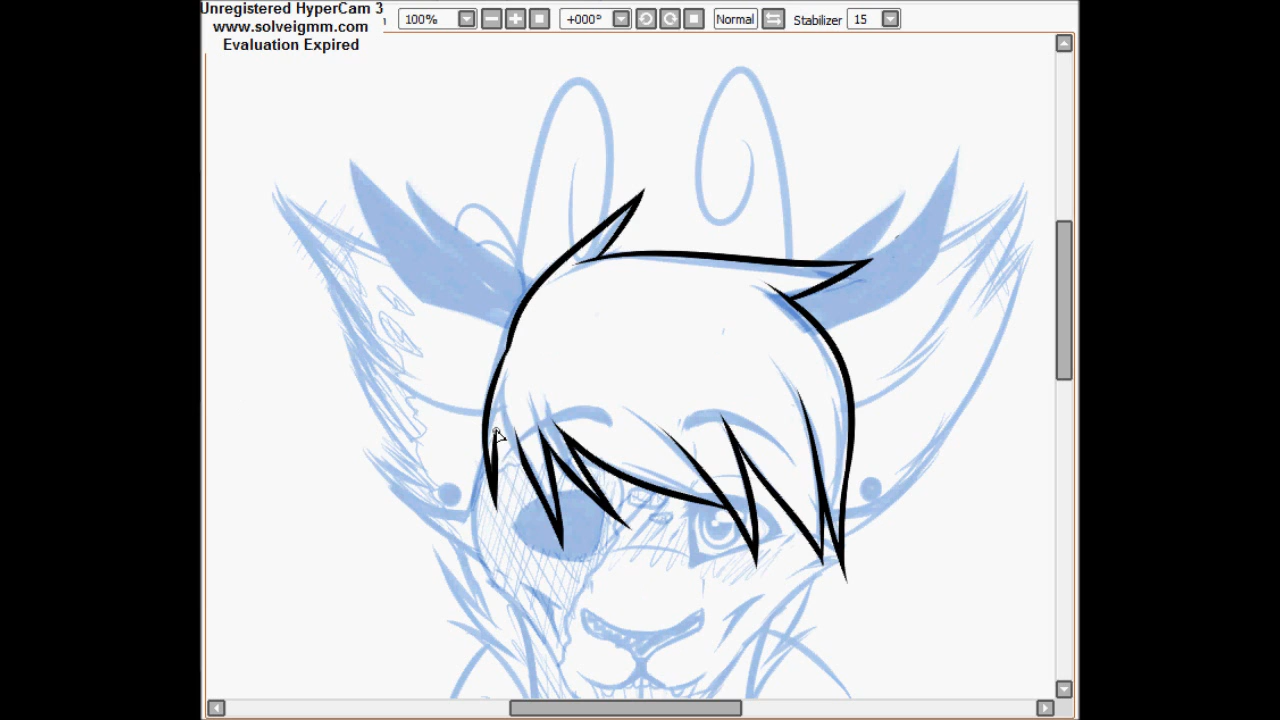 Unregistered HyperCam 3
www.solveigmm.com
Evaluation Expired
100% +000° Normal Stabilizer 15